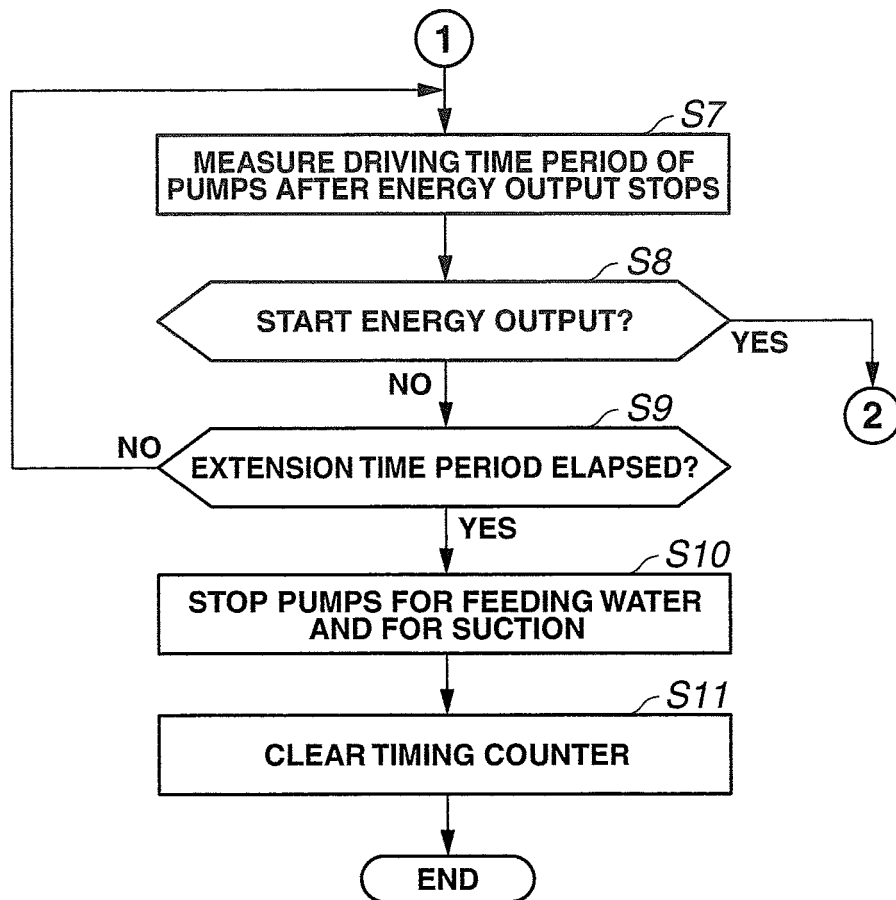 1
S7
MEASURE DRIVING TIME PERIOD OF
PUMPS AFTER ENERGY OUTPUT STOPS
S8
START ENERGY OUTPUT?
YES
NO
2
S9
NO
EXTENSION TIME PERIOD ELAPSED?
YES
S10
STOP PUMPS FOR FEEDING WATER
AND FOR SUCTION
S11
CLEAR TIMING COUNTER
END